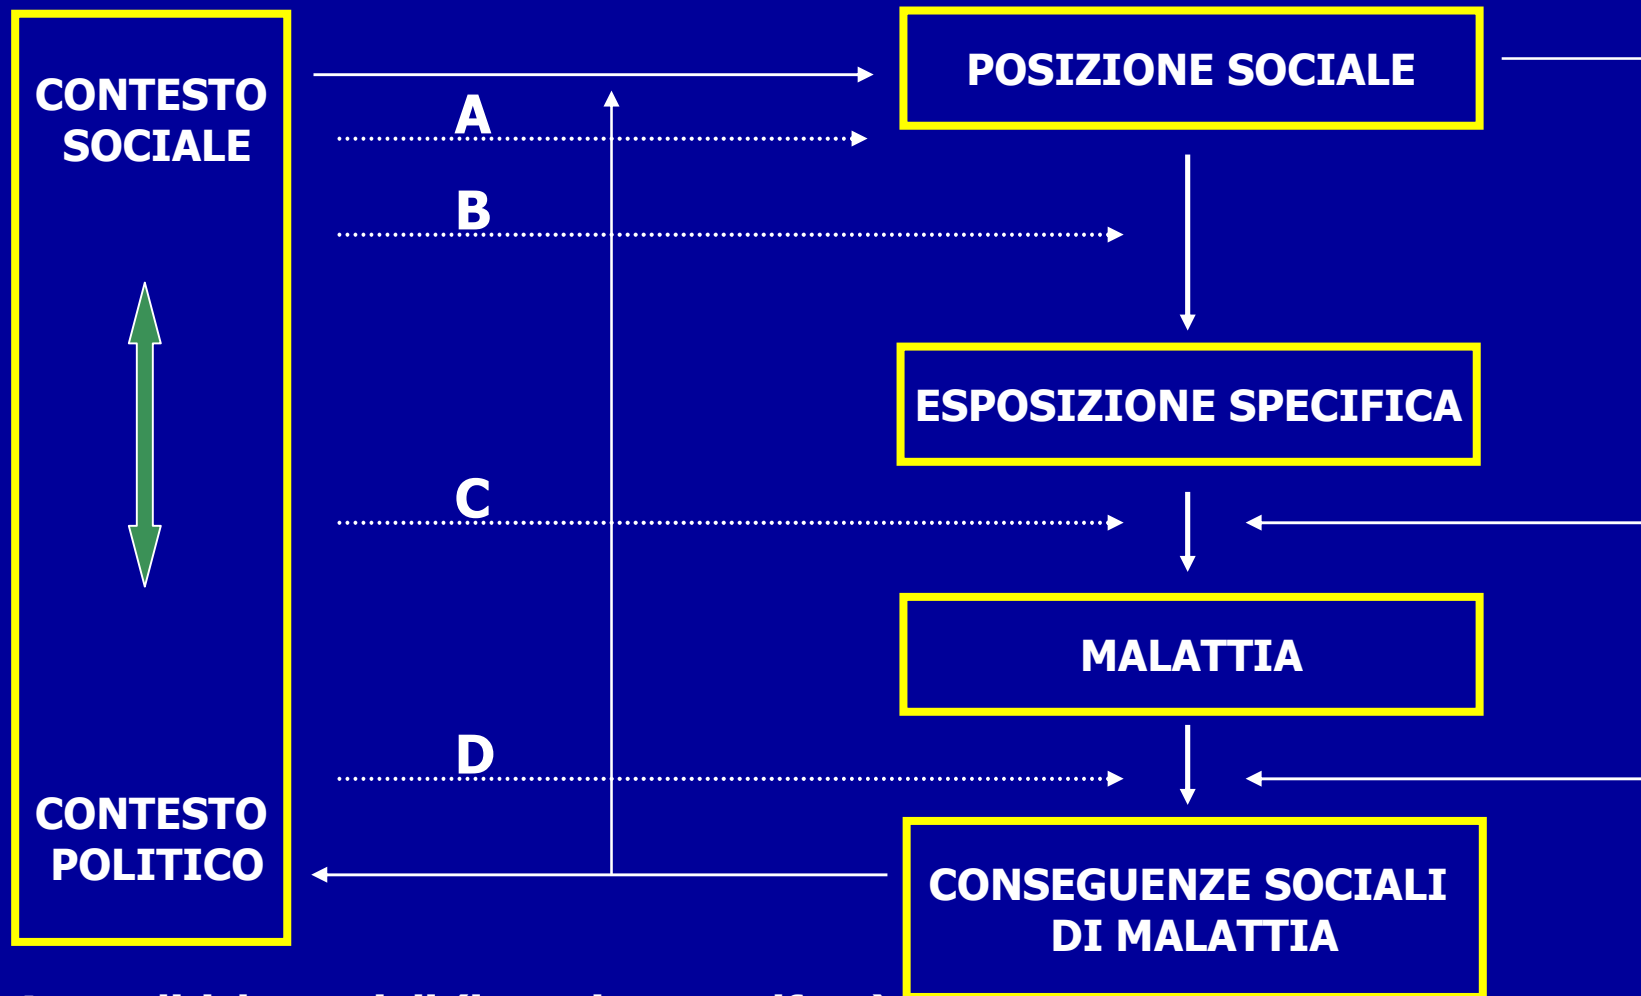 CONTESTO
SOCIALE
CONTESTO
POLITICO
A
B
C
D
POSIZIONE SOCIALE
ESPOSIZIONE SPECIFICA
MALATTIA
CONSEGUENZE SOCIALI
DI MALATTIA